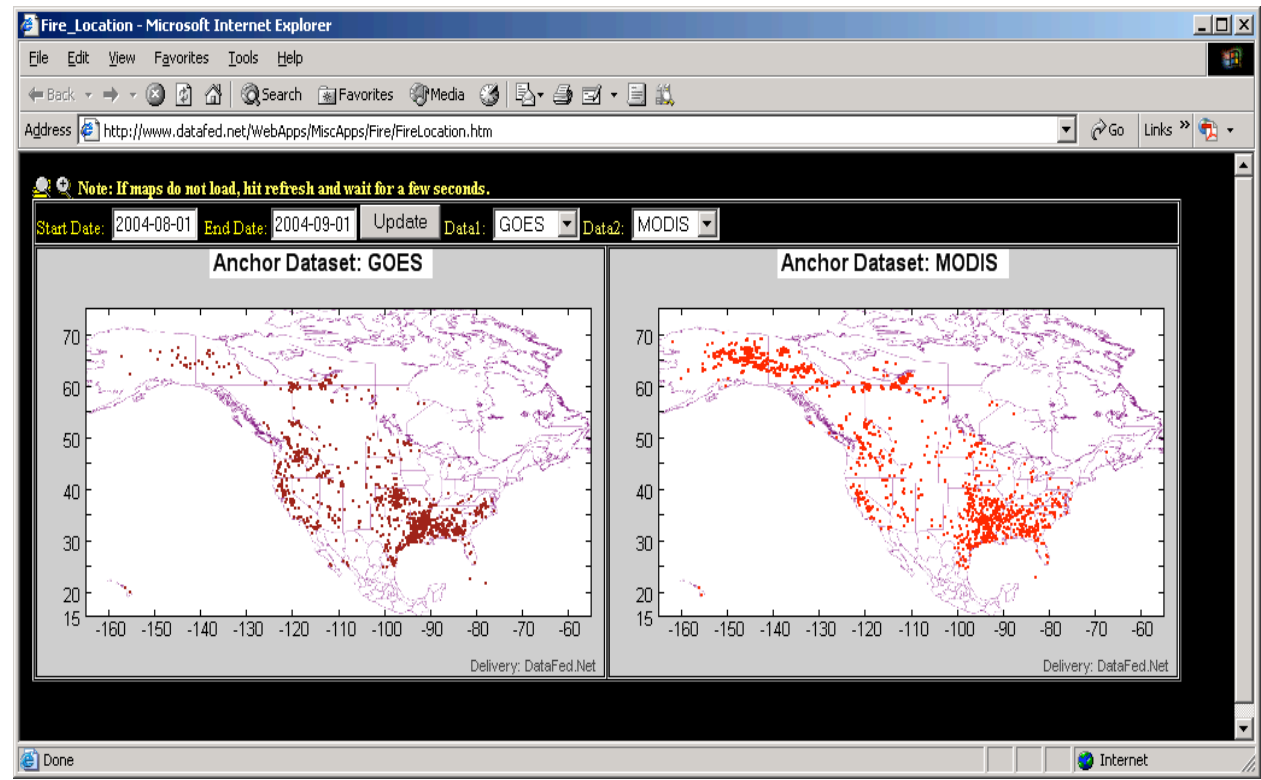 Fire_Location - Microsoft Internet Explorer
File Edit View Favorites Tools Help
Back Search Favorites Media
Address http://www.datafed.net/WebApps/MiscApps/Fire/FireLocation.htm Go Links »
Note: If maps do not load, hit refresh and wait for a few seconds.
Start Date: 2004-08-01 End Date: 2004-09-01 Update Data1: GOES Data2: MODIS
Anchor Dataset: GOES
70
60
50
40
30
20
15
-160 -150 -140 -130 -120 -110 -100 -90 -80 -70 -60
Delivery: DataFed.Net
Anchor Dataset: MODIS
70
60
50
40
30
20
15
-160 -150 -140 -130 -120 -110 -100 -90 -80 -70 -60
Delivery: DataFed.Net
Done Internet